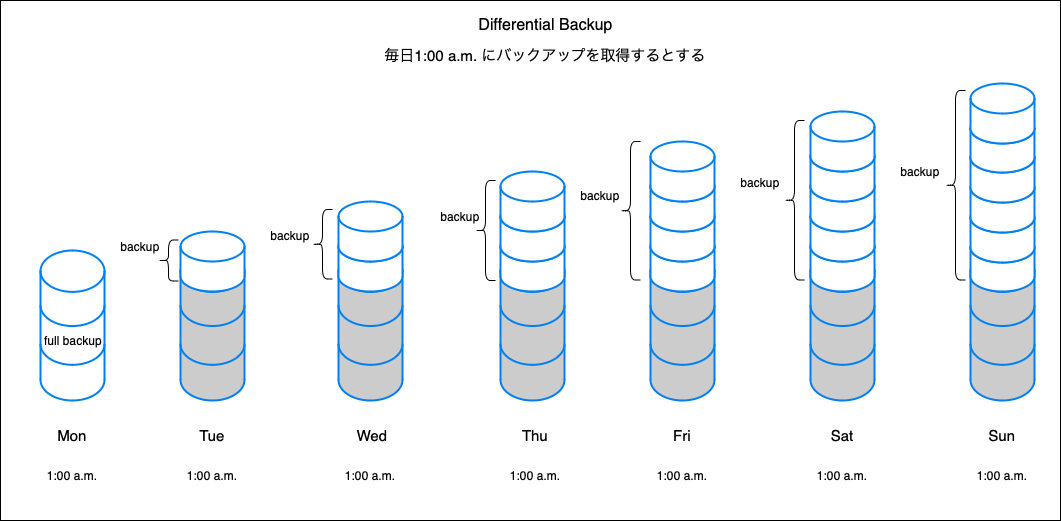 Differential Backup
毎日1:00 a.m. にバックアップを取得するとする
backup
backup
backup
backup
backup
backup
full backup
Mon
Tue
Wed
Thu
Fri
Sat
Sun
1:00 a.m.
1:00 a.m.
1:00 a.m.
1:00 a.m.
1:00 a.m.
1:00 a.m.
1:00 a.m.